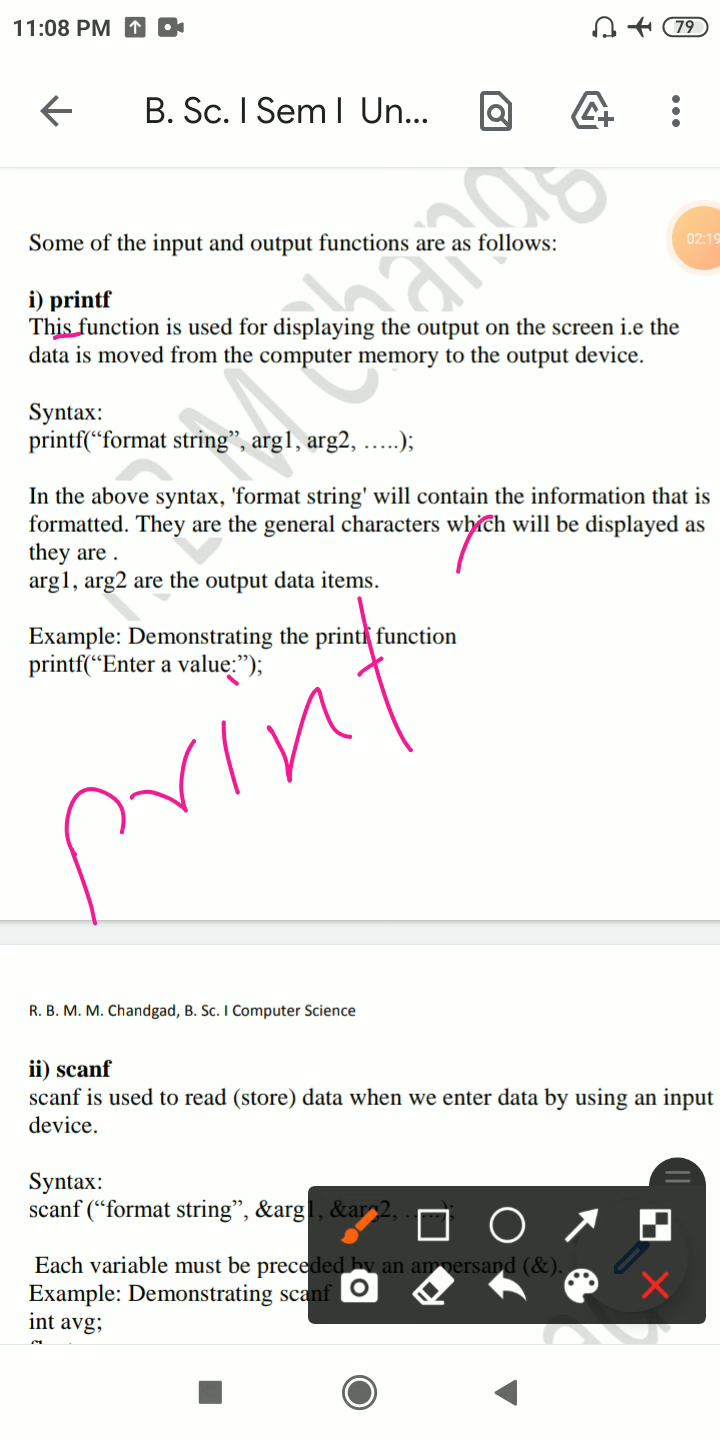 11:08 PM
79
B. Sc. I Sem I Un...
02:19
Some of the input and output functions are as follows:
i) printf
This function is used for displaying the output on the screen i.e the
data is moved from the computer memory to the output device.
Syntax:
printf(“format string”, arg1, arg2, …..);
In the above syntax, 'format string' will contain the information that is
formatted. They are the general characters which will be displayed as
they are .
arg1, arg2 are the output data items.
Example: Demonstrating the printf function
printf(“Enter a value:”);
print
R. B. M. M. Chandgad, B. Sc. I Computer Science
ii) scanf
scanf is used to read (store) data when we enter data by using an input
device.
Syntax:
scanf (“format string”, &arg1, &arg2, …..);
Each variable must be preceded by an ampersand (&).
Example: Demonstrating scanf
int avg;